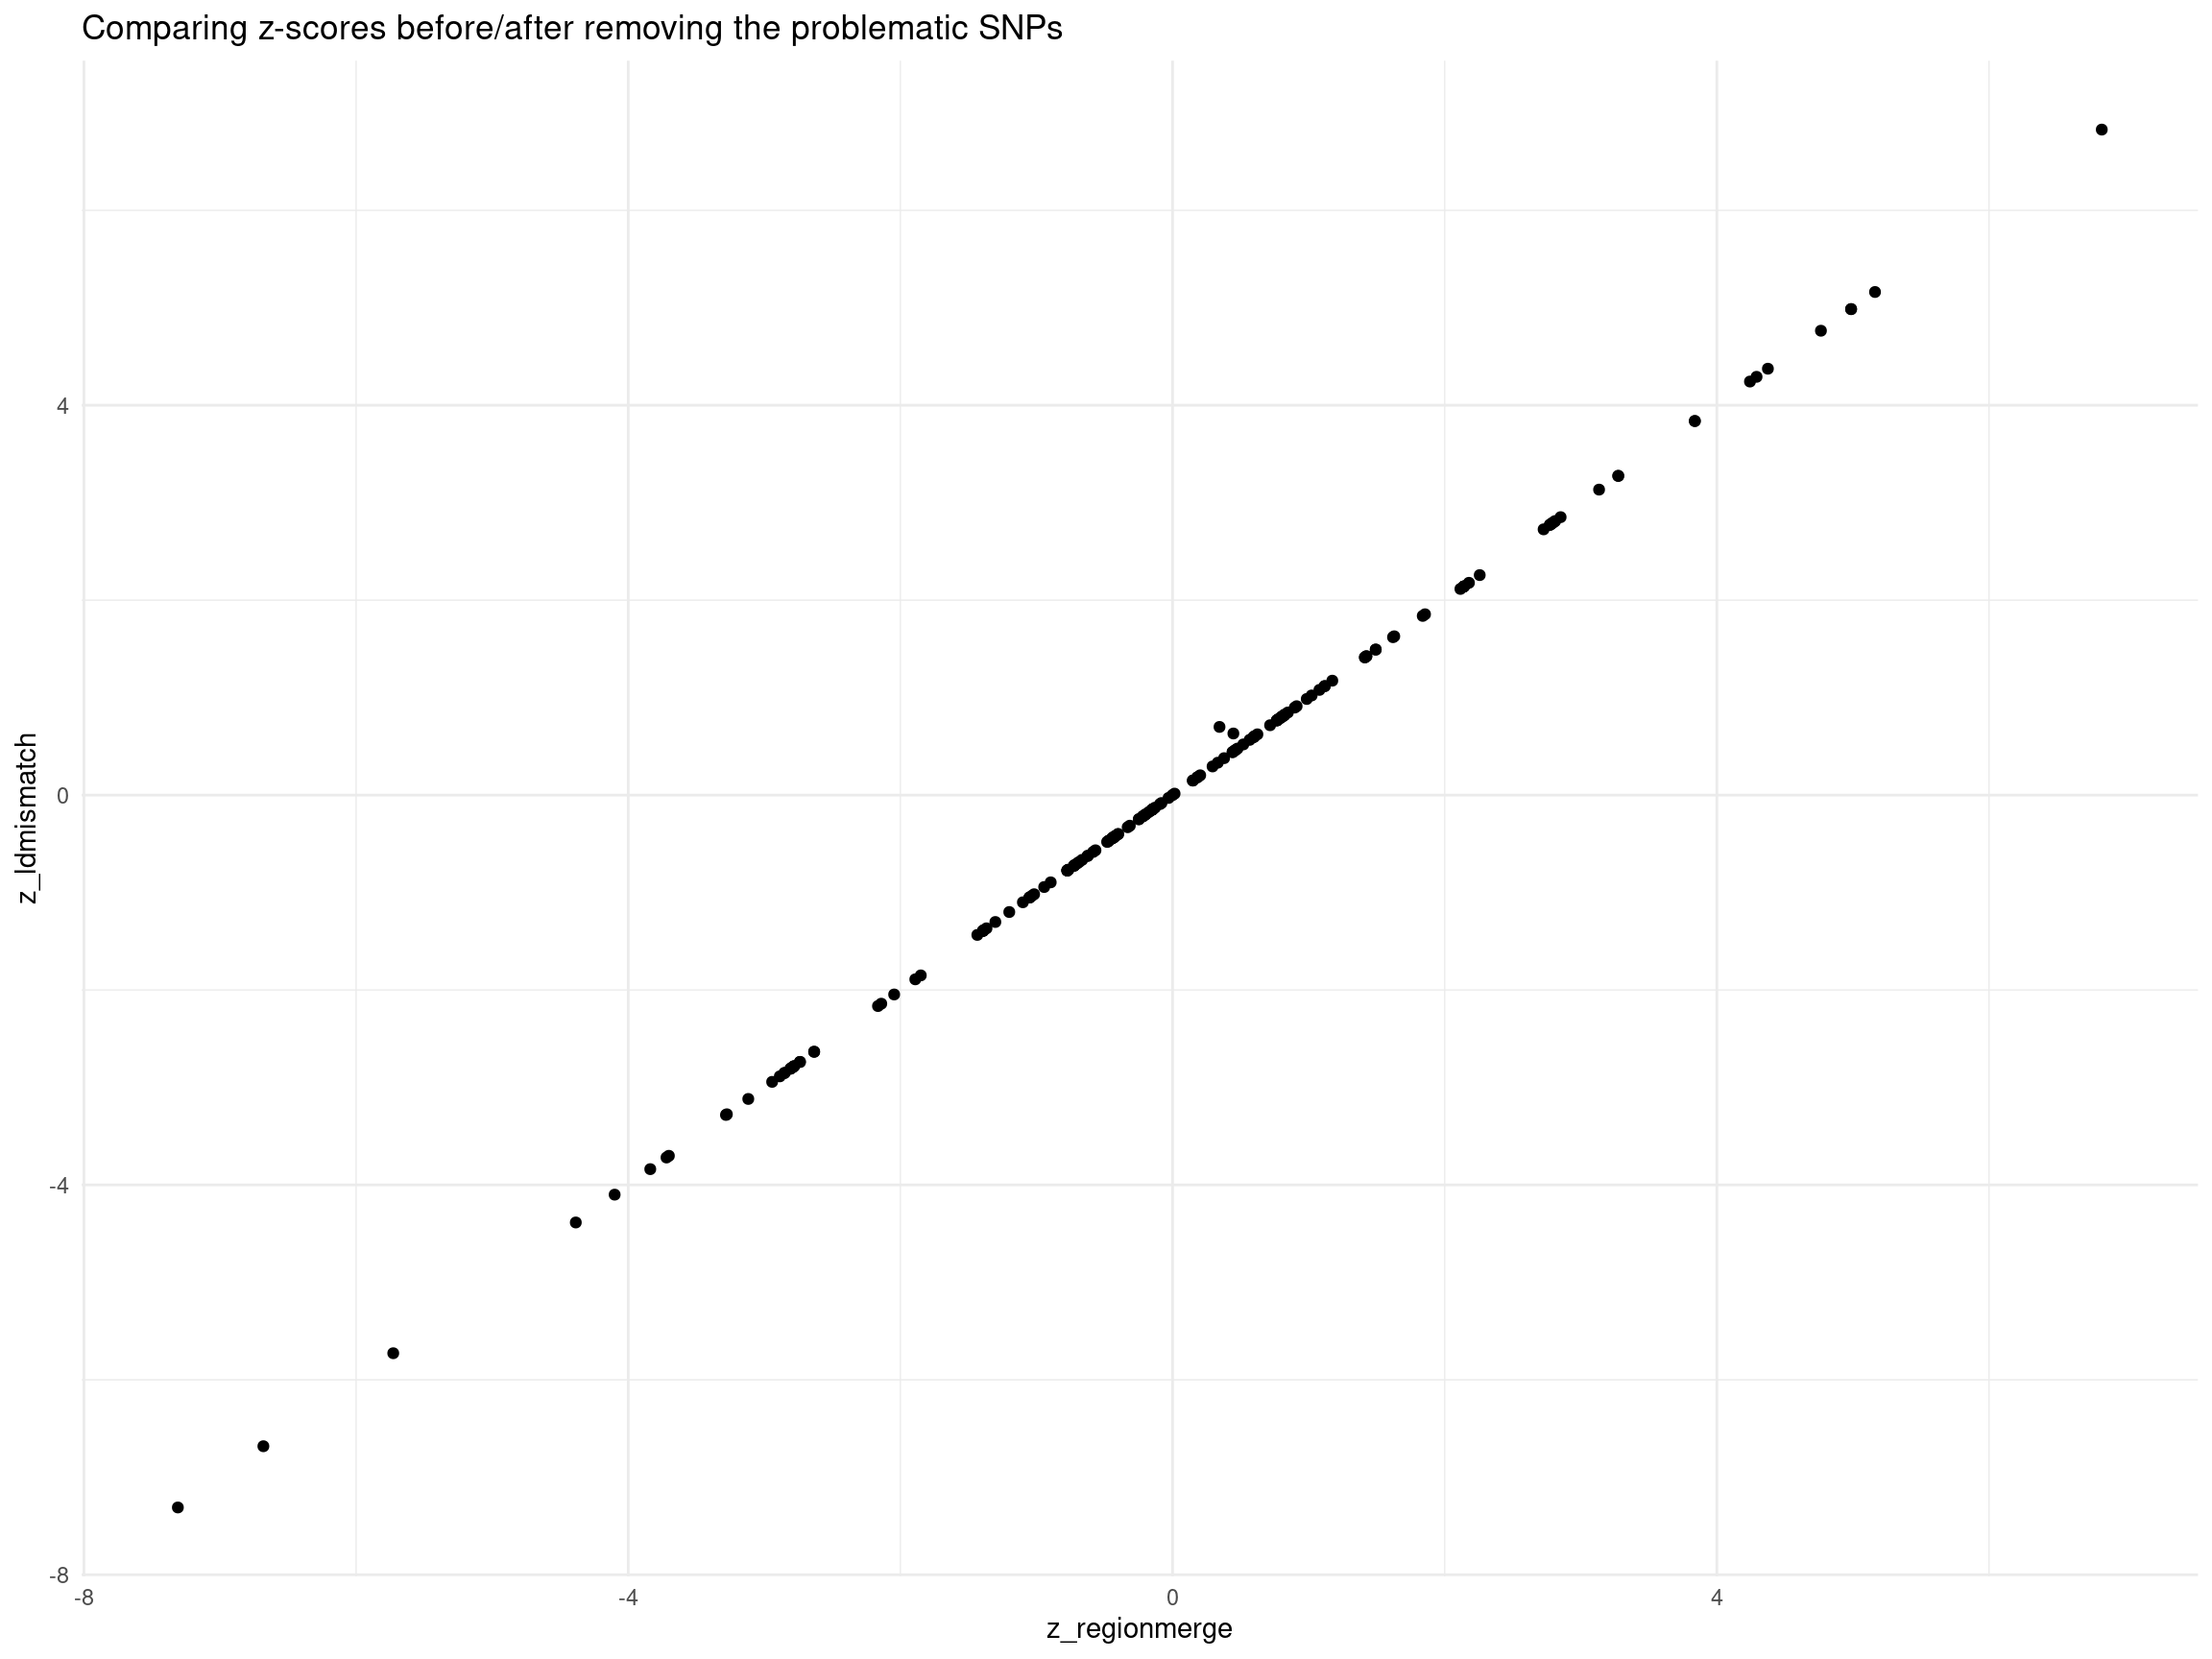 Comparing z-scores before/after removing the problematic SNPs
z_ldmismatch
4
0
-4
-8
-8
-4
0
4
z_regionmerge